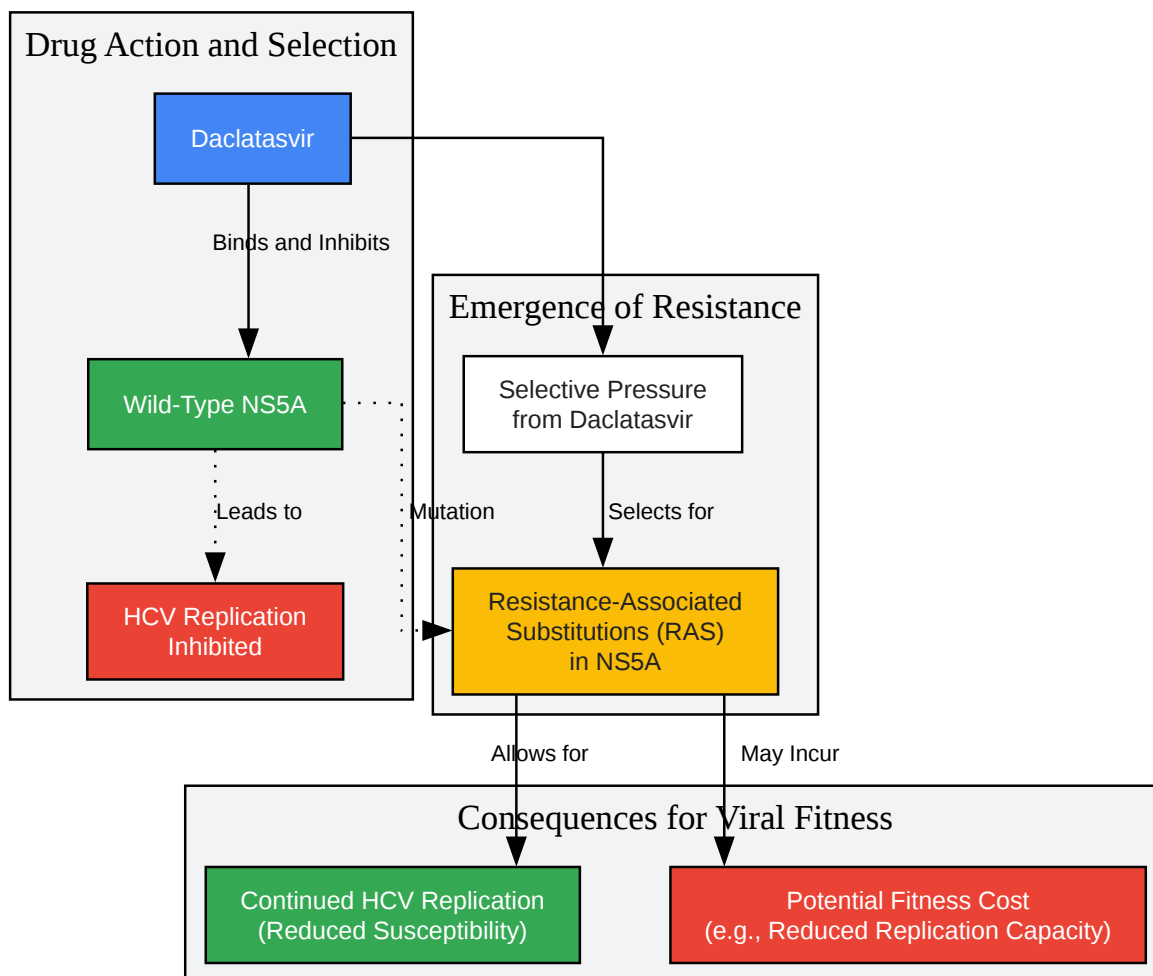 Drug Action and Selection
Daclatasvir
Binds and Inhibits
Wild-Type NS5A
Leads to
HCV Replication
Inhibited
Mutation
Emergence of Resistance
Selective Pressure
from Daclatasvir
Selects for
Resistance-Associated
Substitutions (RAS)
in NS5A
Allows for
May Incur
Consequences for Viral Fitness
Continued HCV Replication
(Reduced Susceptibility)
Potential Fitness Cost
(e.g., Reduced Replication Capacity)